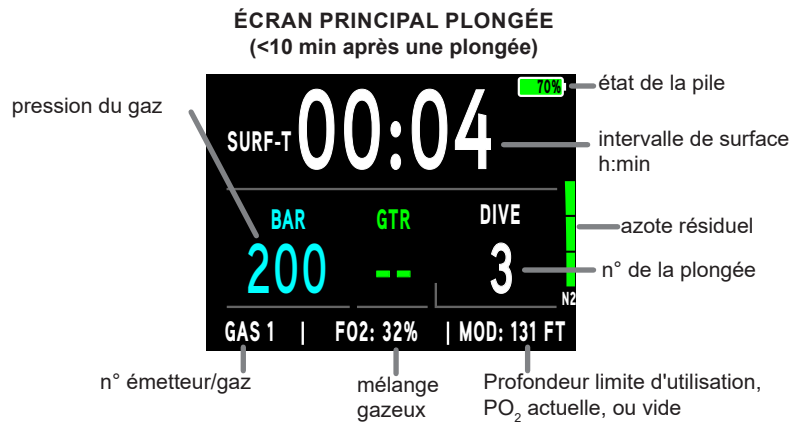 ÉCRAN PRINCIPAL PLONGÉE
(<10 min après une plongée)
pression du gaz
70%
état de la pile
SURF-T 00:04
intervalle de surface
h:min
BAR GTR DIVE
azote résiduel
200 -- 3
n° de la plongée
N2
GAS 1 | FO2: 32% | MOD: 131 FT
n° émetteur/gaz
mélange
gazeux
Profondeur limite d'utilisation,
PO2 actuelle, ou vide